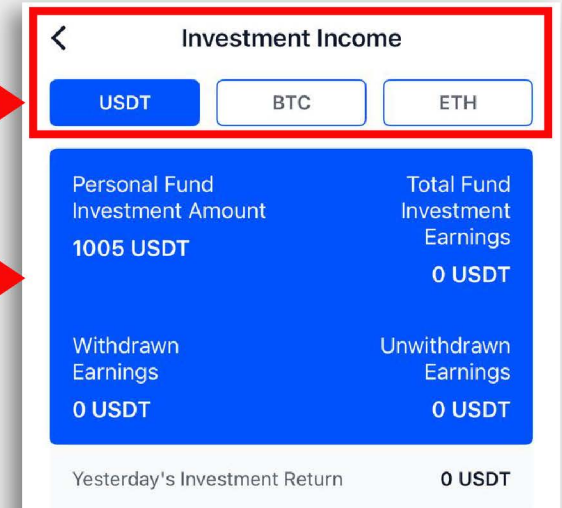 Investment Income
USDT
BTC
ETH
Personal Fund
Investment Amount
1005 USDT
Total Fund
Investment
Earnings
0 USDT
Withdrawn
Earnings
0 USDT
Unwithdrawn
Earnings
0 USDT
Yesterday's Investment Return
0 USDT